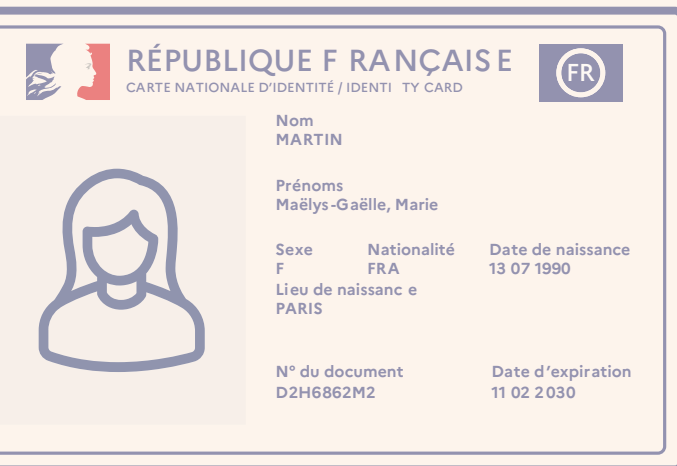 RÉPUBLIQUE FRANÇAISE
CARTE NATIONALE D'IDENTITÉ / IDENTITY CARD
FR
Nom
MARTIN
Prénoms
Maëlys-Gaëlle, Marie
Sexe Nationalité Date de naissance
F FRA 13 07 1990
Lieu de naissance
PARIS
N° du document Date d'expiration
D2H6862M2 11 02 2030